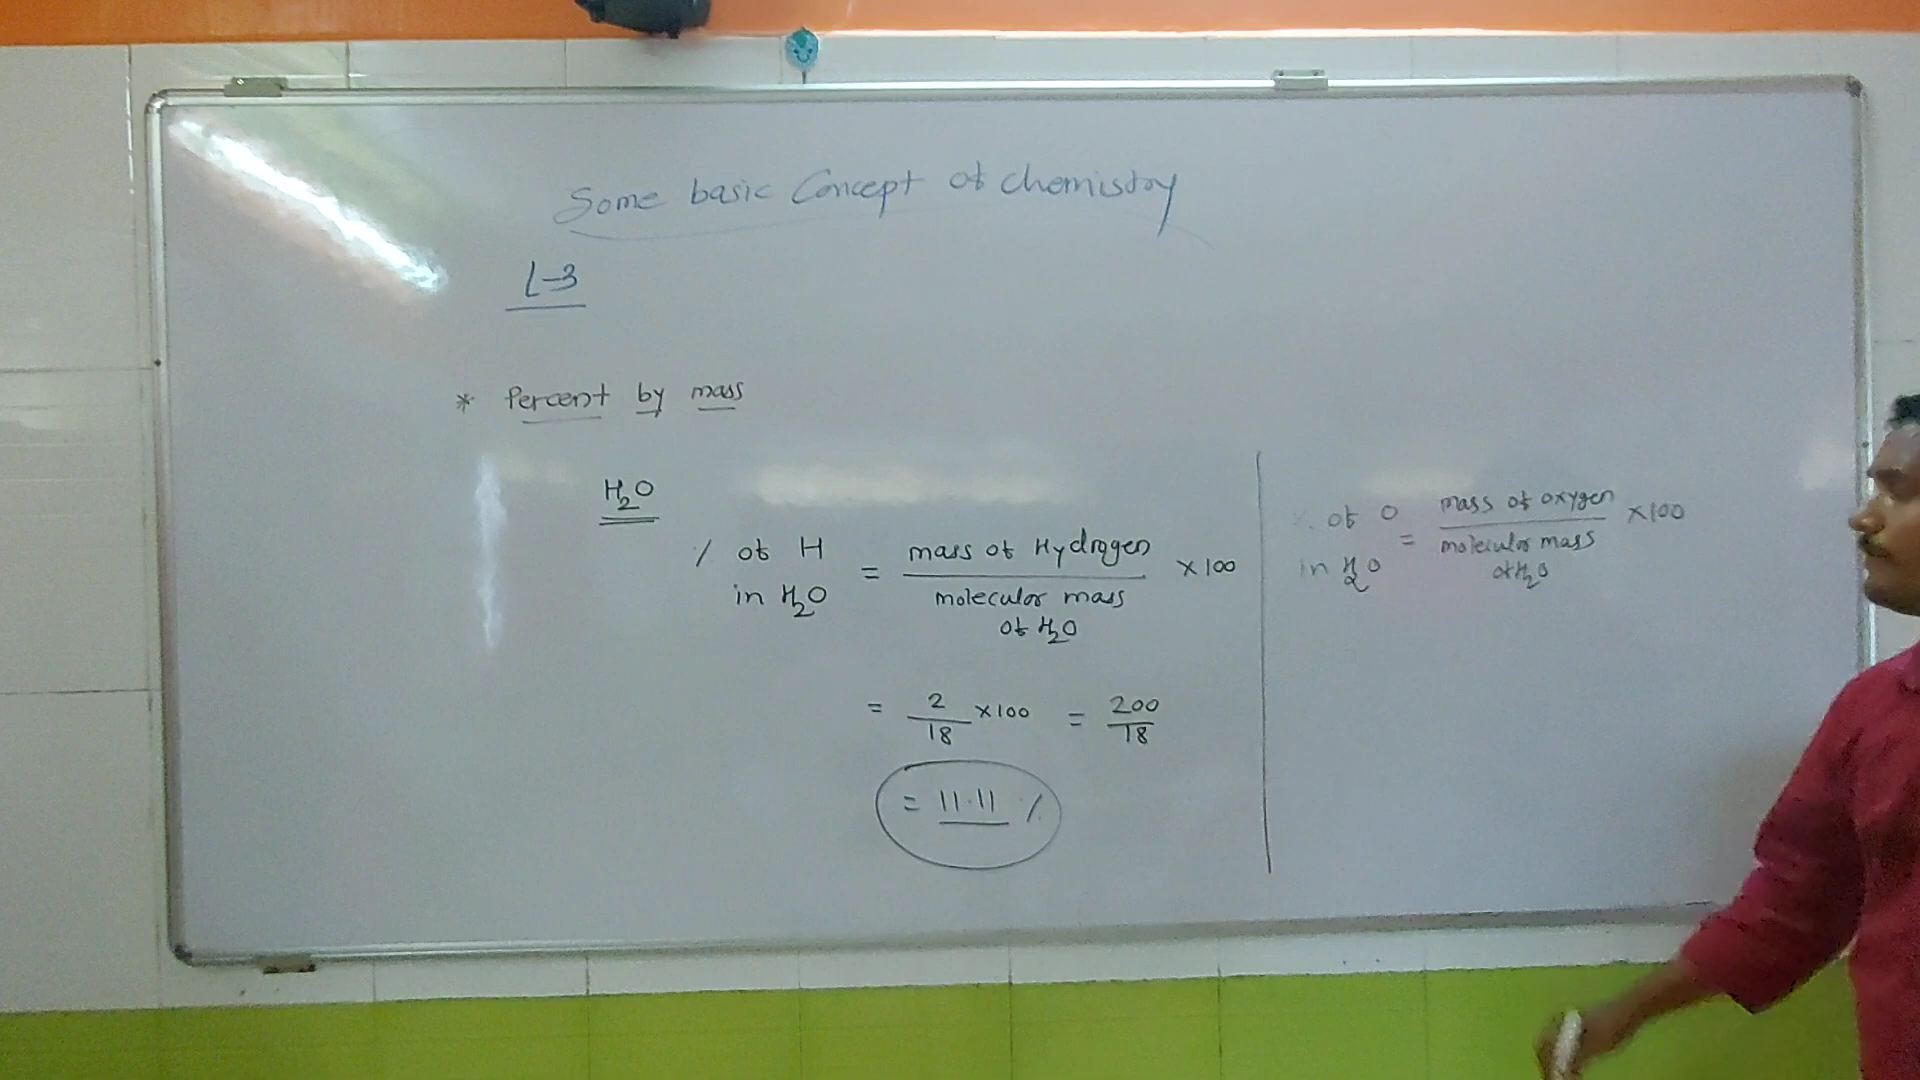 Some basic Concept of chemistry
L-3
* Percent by mass
H₂O
% of H in H₂O = mass of Hydrogen / molecular mass of H₂O × 100
= 2/18 × 100 = 200/18
= 11.11 %
% of O in H₂O = mass of oxygen / molecular mass of H₂O × 100